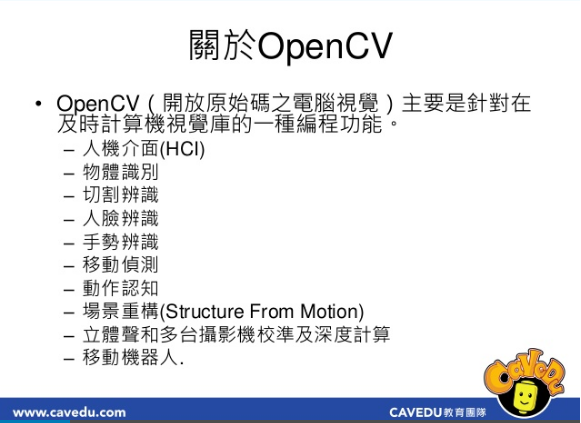 關於OpenCV
• OpenCV（開放原始碼之電腦視覺）主要是針對在
及時計算機視覺庫的一種編程功能。
– 人機介面(HCI)
– 物體識別
– 切割辨識
– 人臉辨識
– 手勢辨識
– 移動偵測
– 動作認知
– 場景重構(Structure From Motion)
– 立體聲和多台攝影機校準及深度計算
– 移動機器人.
CAVEDU
www.cavedu.com
CAVEDU教育團隊